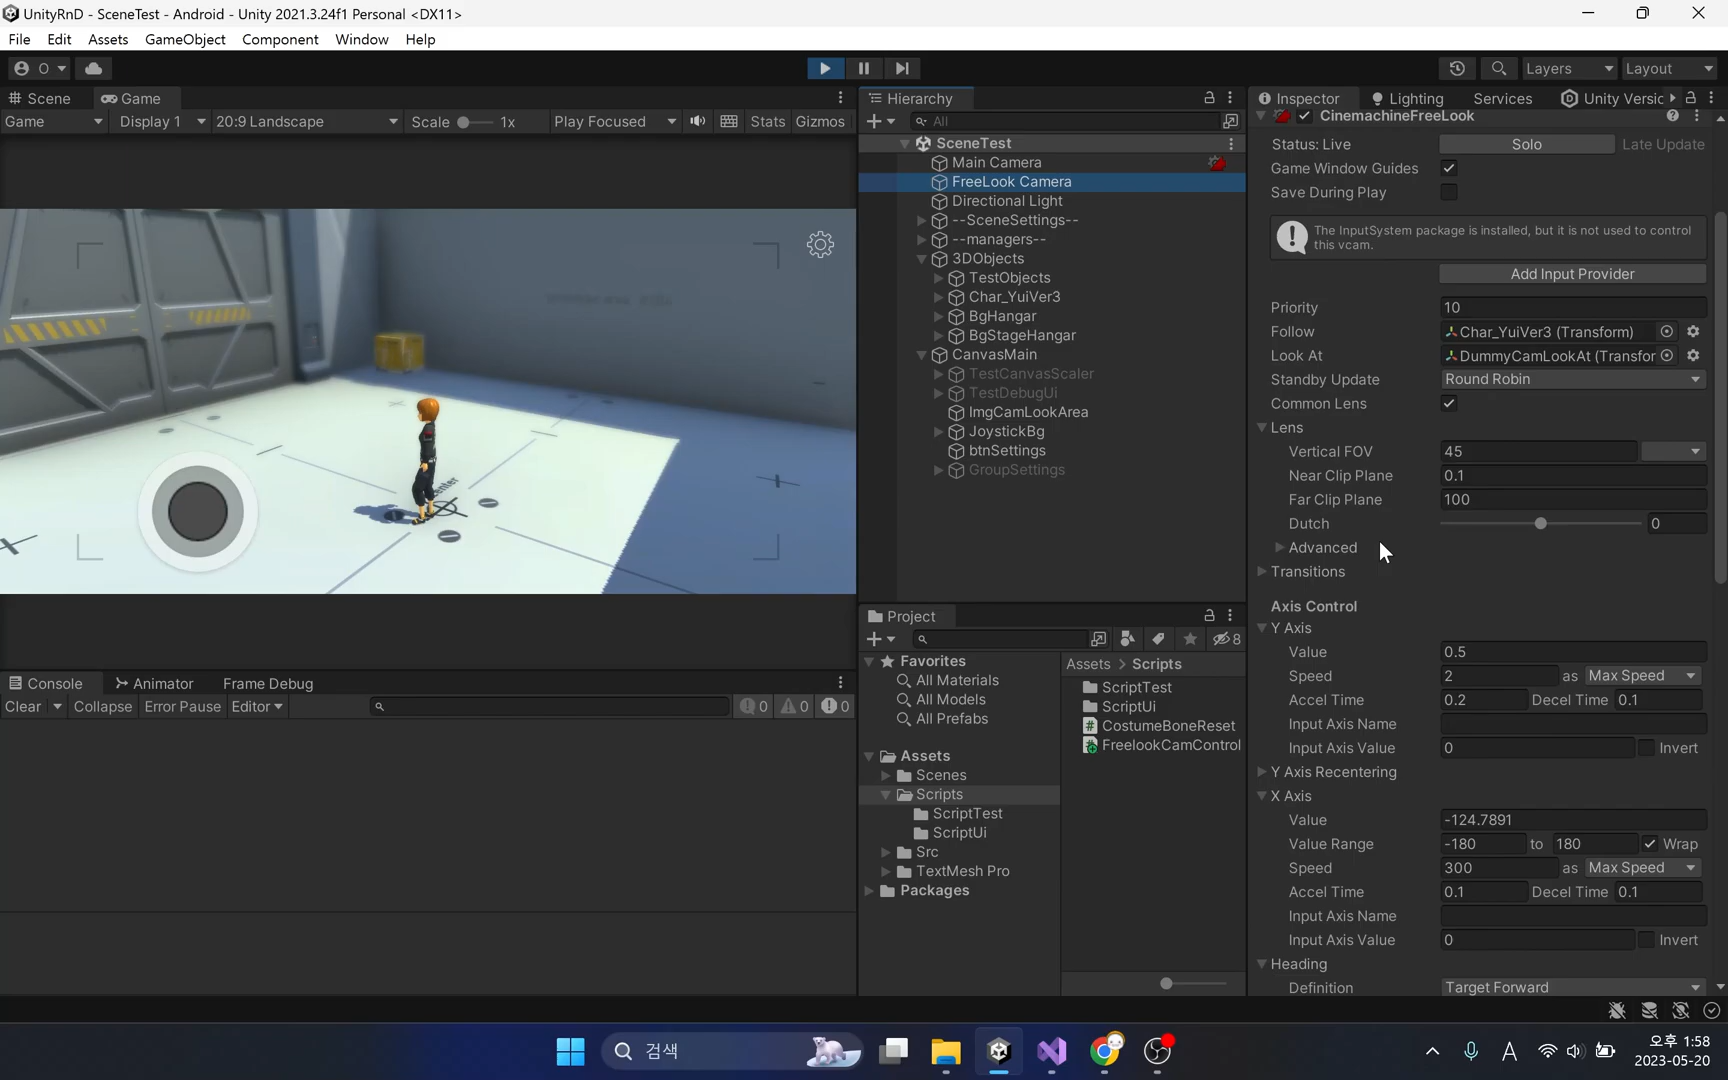 UnityRnD - SceneTest - Android - Unity 2021.3.24f1 Personal <DX11>
File Edit Assets GameObject Component Window Help
O Layers Layout
Scene Game
Game Display 1 20:9 Landscape Scale 1x Play Focused Stats Gizmos
Hierarchy
All
SceneTest
Main Camera
FreeLook Camera
Directional Light
--SceneSettings--
--managers--
3DObjects
TestObjects
Char_YuiVer3
BgHangar
BgStageHangar
CanvasMain
TestCanvasScaler
TestDebugUi
ImgCamLookArea
JoystickBg
btnSettings
GroupSettings
Inspector Lighting Services Unity Versic
CinemachineFreeLook
Status: Live Solo Late Update
Game Window Guides
Save During Play
The InputSystem package is installed, but it is not used to control
this vcam.
Add Input Provider
Priority 10
Follow Char_YuiVer3 (Transform)
Look At DummyCamLookAt (Transfor
Standby Update Round Robin
Common Lens
Lens
Vertical FOV 45
Near Clip Plane 0.1
Far Clip Plane 100
Dutch 0
Advanced
Transitions
Axis Control
Y Axis
Value 0.5
Speed 2 as Max Speed
Accel Time 0.2 Decel Time 0.1
Input Axis Name
Input Axis Value 0 Invert
Y Axis Recentering
X Axis
Value -124.7891
Value Range -180 to 180 Wrap
Speed 300 as Max Speed
Accel Time 0.1 Decel Time 0.1
Input Axis Name
Input Axis Value 0 Invert
Heading
Definition Target Forward
Console Animator Frame Debug
Clear Collapse Error Pause Editor 0 0 0
Project
8
Favorites
All Materials
All Models
All Prefabs
Assets
Scenes
Scripts
ScriptTest
ScriptUi
Src
TextMesh Pro
Packages
Assets > Scripts
ScriptTest
ScriptUi
CostumeBoneReset
FreelookCamControl
검색
A
오후 1:58
2023-05-20